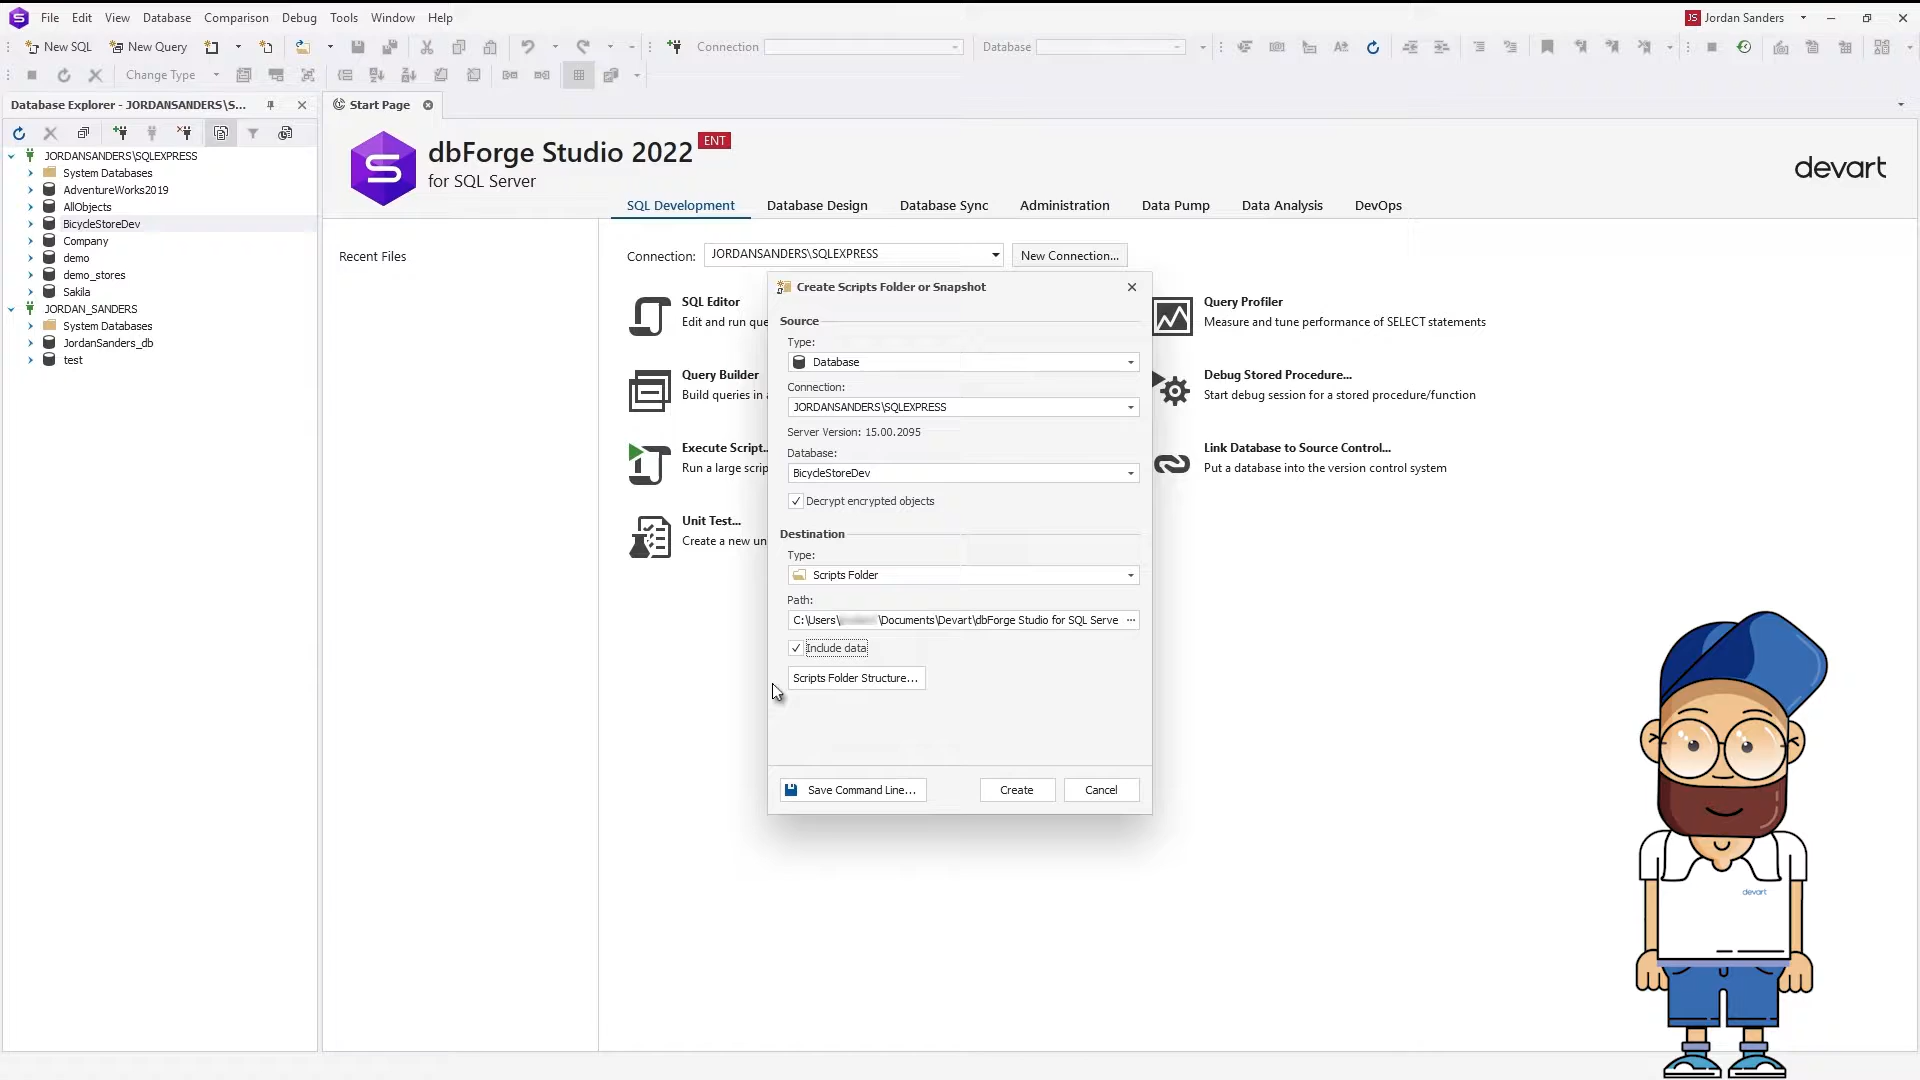 File Edit View Database Comparison Debug Tools Window Help
JS Jordan Sanders
New SQL New Query Connection Database
Change Type
Database Explorer - JORDANSANDERS\S...
Start Page
JORDANSANDERS\SQLEXPRESS
System Databases
AdventureWorks2019
AllObjects
BicycleStoreDev
Company
demo
demo_stores
Sakila
JORDAN_SANDERS
System Databases
JordanSanders_db
test
S
dbForge Studio 2022 ENT
for SQL Server
devart
SQL Development Database Design Database Sync Administration Data Pump Data Analysis DevOps
Recent Files
Connection: JORDANSANDERS\SQLEXPRESS New Connection...
SQL Editor
Edit and run que
Query Builder
Build queries in a
Execute Script..
Run a large scrip
Unit Test...
Create a new un
Query Profiler
Measure and tune performance of SELECT statements
Debug Stored Procedure...
Start debug session for a stored procedure/function
Link Database to Source Control...
Put a database into the version control system
Create Scripts Folder or Snapshot
Source
Type:
Database
Connection:
JORDANSANDERS\SQLEXPRESS
Server Version: 15.00.2095
Database:
BicycleStoreDev
Decrypt encrypted objects
Destination
Type:
Scripts Folder
Path:
C:\Users\ \Documents\Devart\dbForge Studio for SQL Serve ...
Include data
Scripts Folder Structure...
Save Command Line... Create Cancel
devart